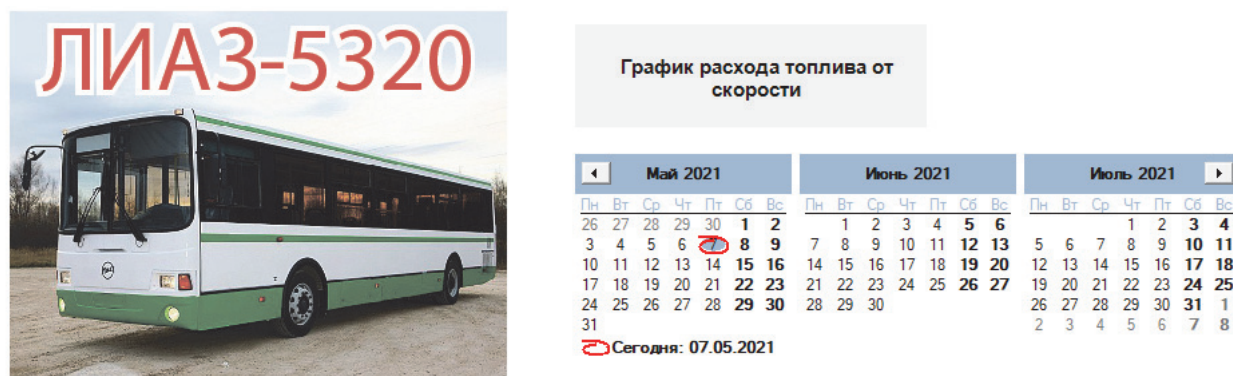 ЛИАЗ-5320
График расхода топлива от
скорости
Май 2021 Июнь 2021 Июль 2021
Пн Вт Ср Чт Пт Сб Вс Пн Вт Ср Чт Пт Сб Вс Пн Вт Ср Чт Пт Сб Вс
26 27 28 29 30 1 2 1 2 3 4 5 6 1 2 3 4
3 4 5 6 7 8 9 7 8 9 10 11 12 13 5 6 7 8 9 10 11
10 11 12 13 14 15 16 14 15 16 17 18 19 20 12 13 14 15 16 17 18
17 18 19 20 21 22 23 21 22 23 24 25 26 27 19 20 21 22 23 24 25
24 25 26 27 28 29 30 28 29 30 26 27 28 29 30 31 1
31 2 3 4 5 6 7 8
Сегодня: 07.05.2021